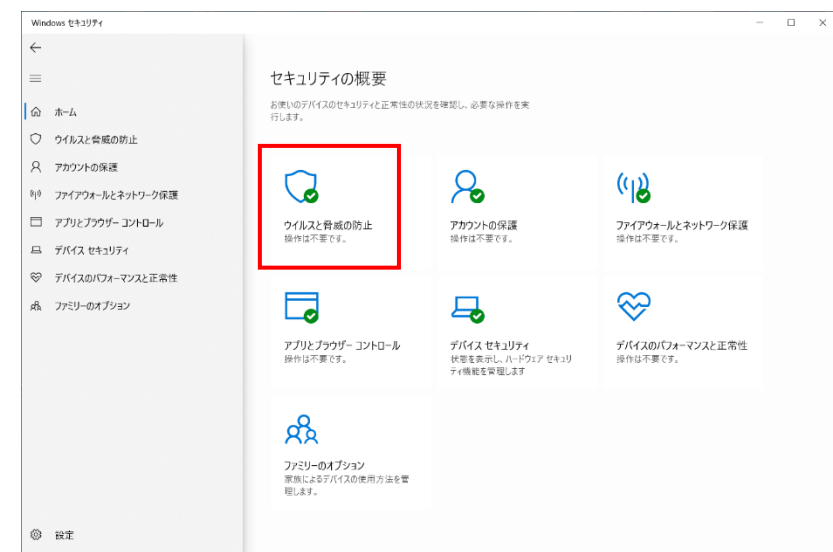 Windows セキュリティ
ホーム
ウイルスと脅威の防止
アカウントの保護
ファイアウォールとネットワーク保護
アプリとブラウザー コントロール
デバイス セキュリティ
デバイスのパフォーマンスと正常性
ファミリーのオプション
設定
セキュリティの概要
お使いのデバイスのセキュリティと正常性の状況を確認し、必要な操作を実
行します。
ウイルスと脅威の防止
操作は不要です。
アカウントの保護
操作は不要です。
ファイアウォールとネットワーク保護
操作は不要です。
アプリとブラウザー コントロール
操作は不要です。
デバイス セキュリティ
状態を表示し、ハードウェア セキュリ
ティ機能を管理します
デバイスのパフォーマンスと正常性
操作は不要です。
ファミリーのオプション
家族によるデバイスの使用方法を管
理します。